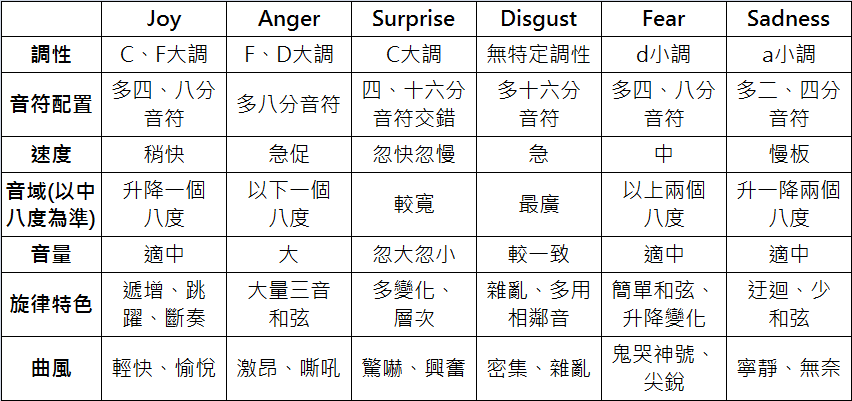 Joy Anger Surprise Disgust Fear Sadness
調性 C、F大調 F、D大調 C大調 無特定調性 d小調 a小調
音符配置 多四、八分音符 多八分音符 四、十六分音符交錯 多十六分音符 多四、八分音符 多二、四分音符
速度 稍快 急促 忽快忽慢 急 中 慢板
音域(以中八度為準) 升降一個八度 以下一個八度 較寬 最廣 以上兩個八度 升一降兩個八度
音量 適中 大 忽大忽小 較一致 適中 適中
旋律特色 遞增、跳躍、斷奏 大量三音和弦 多變化、層次 雜亂、多用相鄰音 簡單和弦、升降變化 迂迴、少和弦
曲風 輕快、愉悅 激昂、嘶吼 驚嚇、興奮 密集、雜亂 鬼哭神號、尖銳 寧靜、無奈